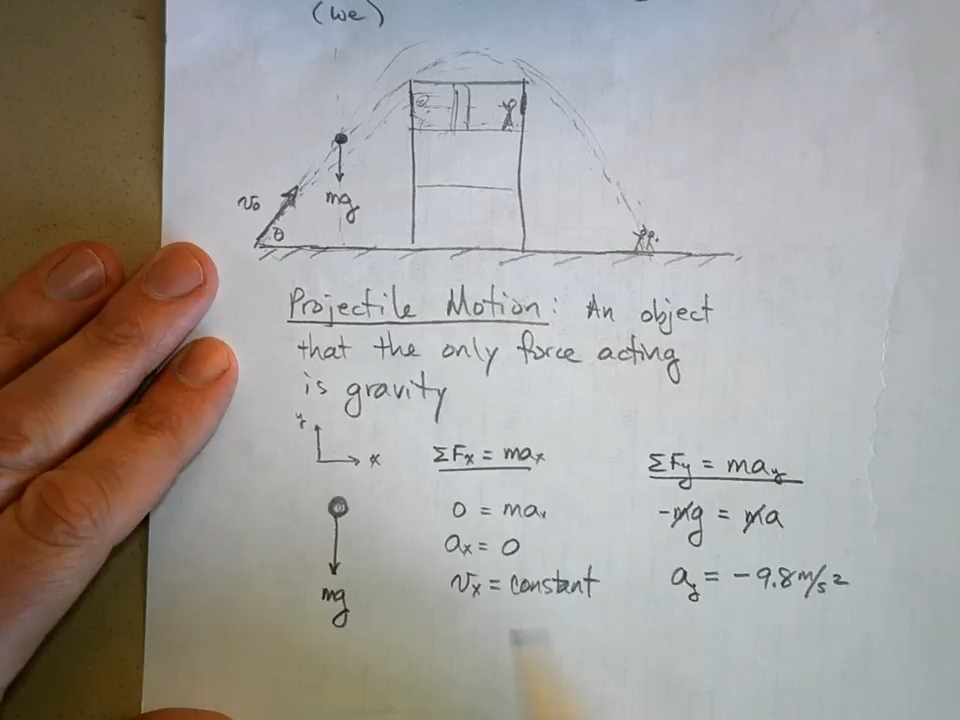 (we)
v₀
θ
mg
Projectile Motion: An object
that the only force acting
is gravity
y
x
ΣFx = max
0 = max
ax = 0
vx = constant
mg
ΣFy = may
-mg = ma
ay = -9.8 m/s²